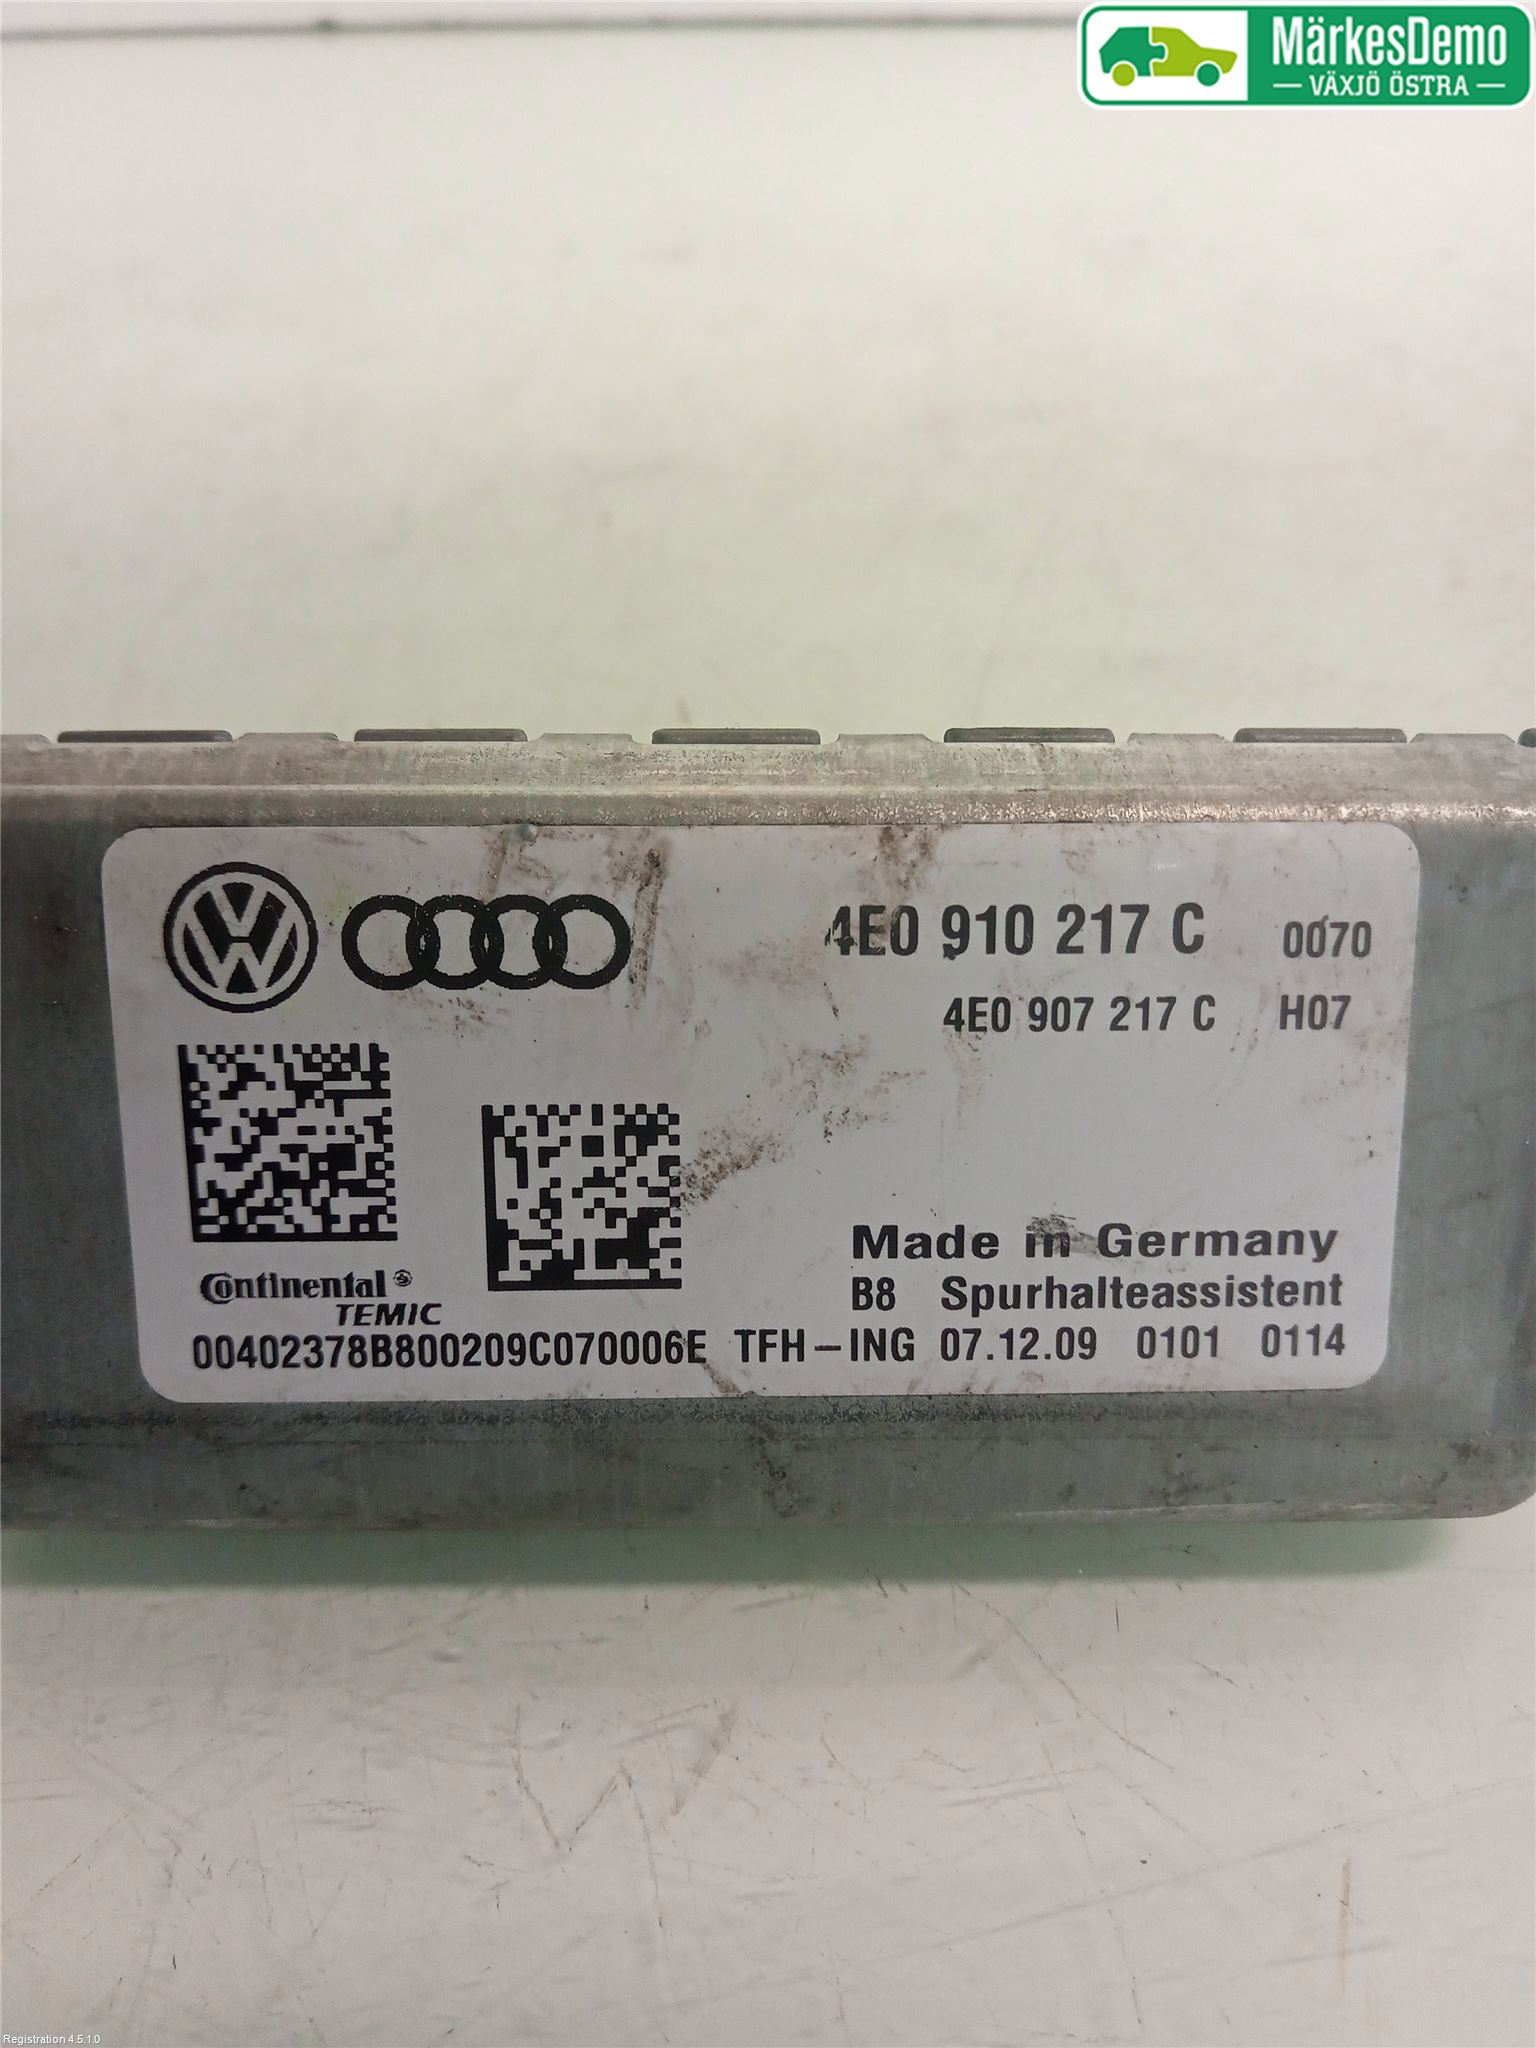 MärkesDemo
VÄXJÖ ÖSTRA
4E0 910 217 C 0070
4E0 907 217 C H07
Continental
TEMIC
Made in Germany
B8 Spurhalteassistent
00402378B800209C070006E TFH-ING 07.12.09 0101 0114
Registration 4.5.1.0